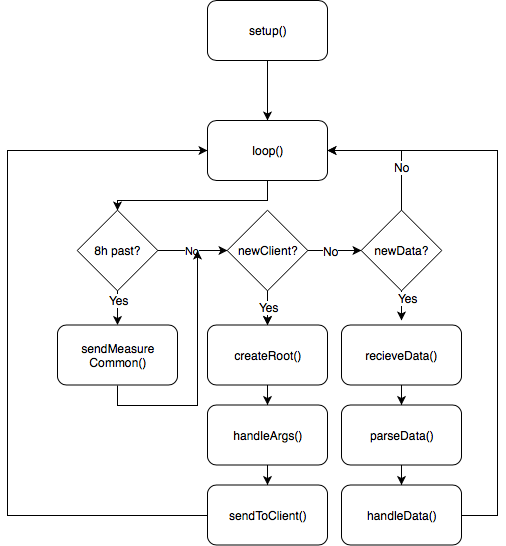 setup()
loop()
No
8h past?
No
newClient?
No
newData?
Yes
Yes
Yes
sendMeasure
Common()
createRoot()
recieveData()
handleArgs()
parseData()
sendToClient()
handleData()